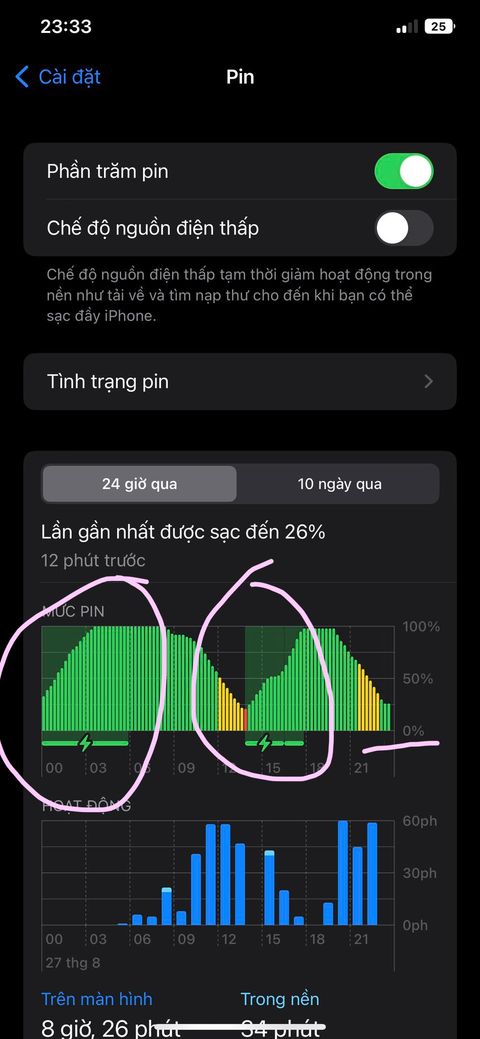 23:33
25
Cài đặt
Pin
Phần trăm pin
Chế độ nguồn điện thấp
Chế độ nguồn điện thấp tạm thời giảm hoạt động trong
nền như tải về và tìm nạp thư cho đến khi bạn có thể
sạc đầy iPhone.
Tình trạng pin
24 giờ qua
10 ngày qua
Lần gần nhất được sạc đến 26%
12 phút trước
MỨC PIN
100%
50%
0%
00 03 06 09 12 15 18 21
HOẠT ĐỘNG
60ph
30ph
0ph
00 03 06 09 12 15 18 21
27 thg 8
Trên màn hình
Trong nền
8 giờ, 26 phút
34 phút